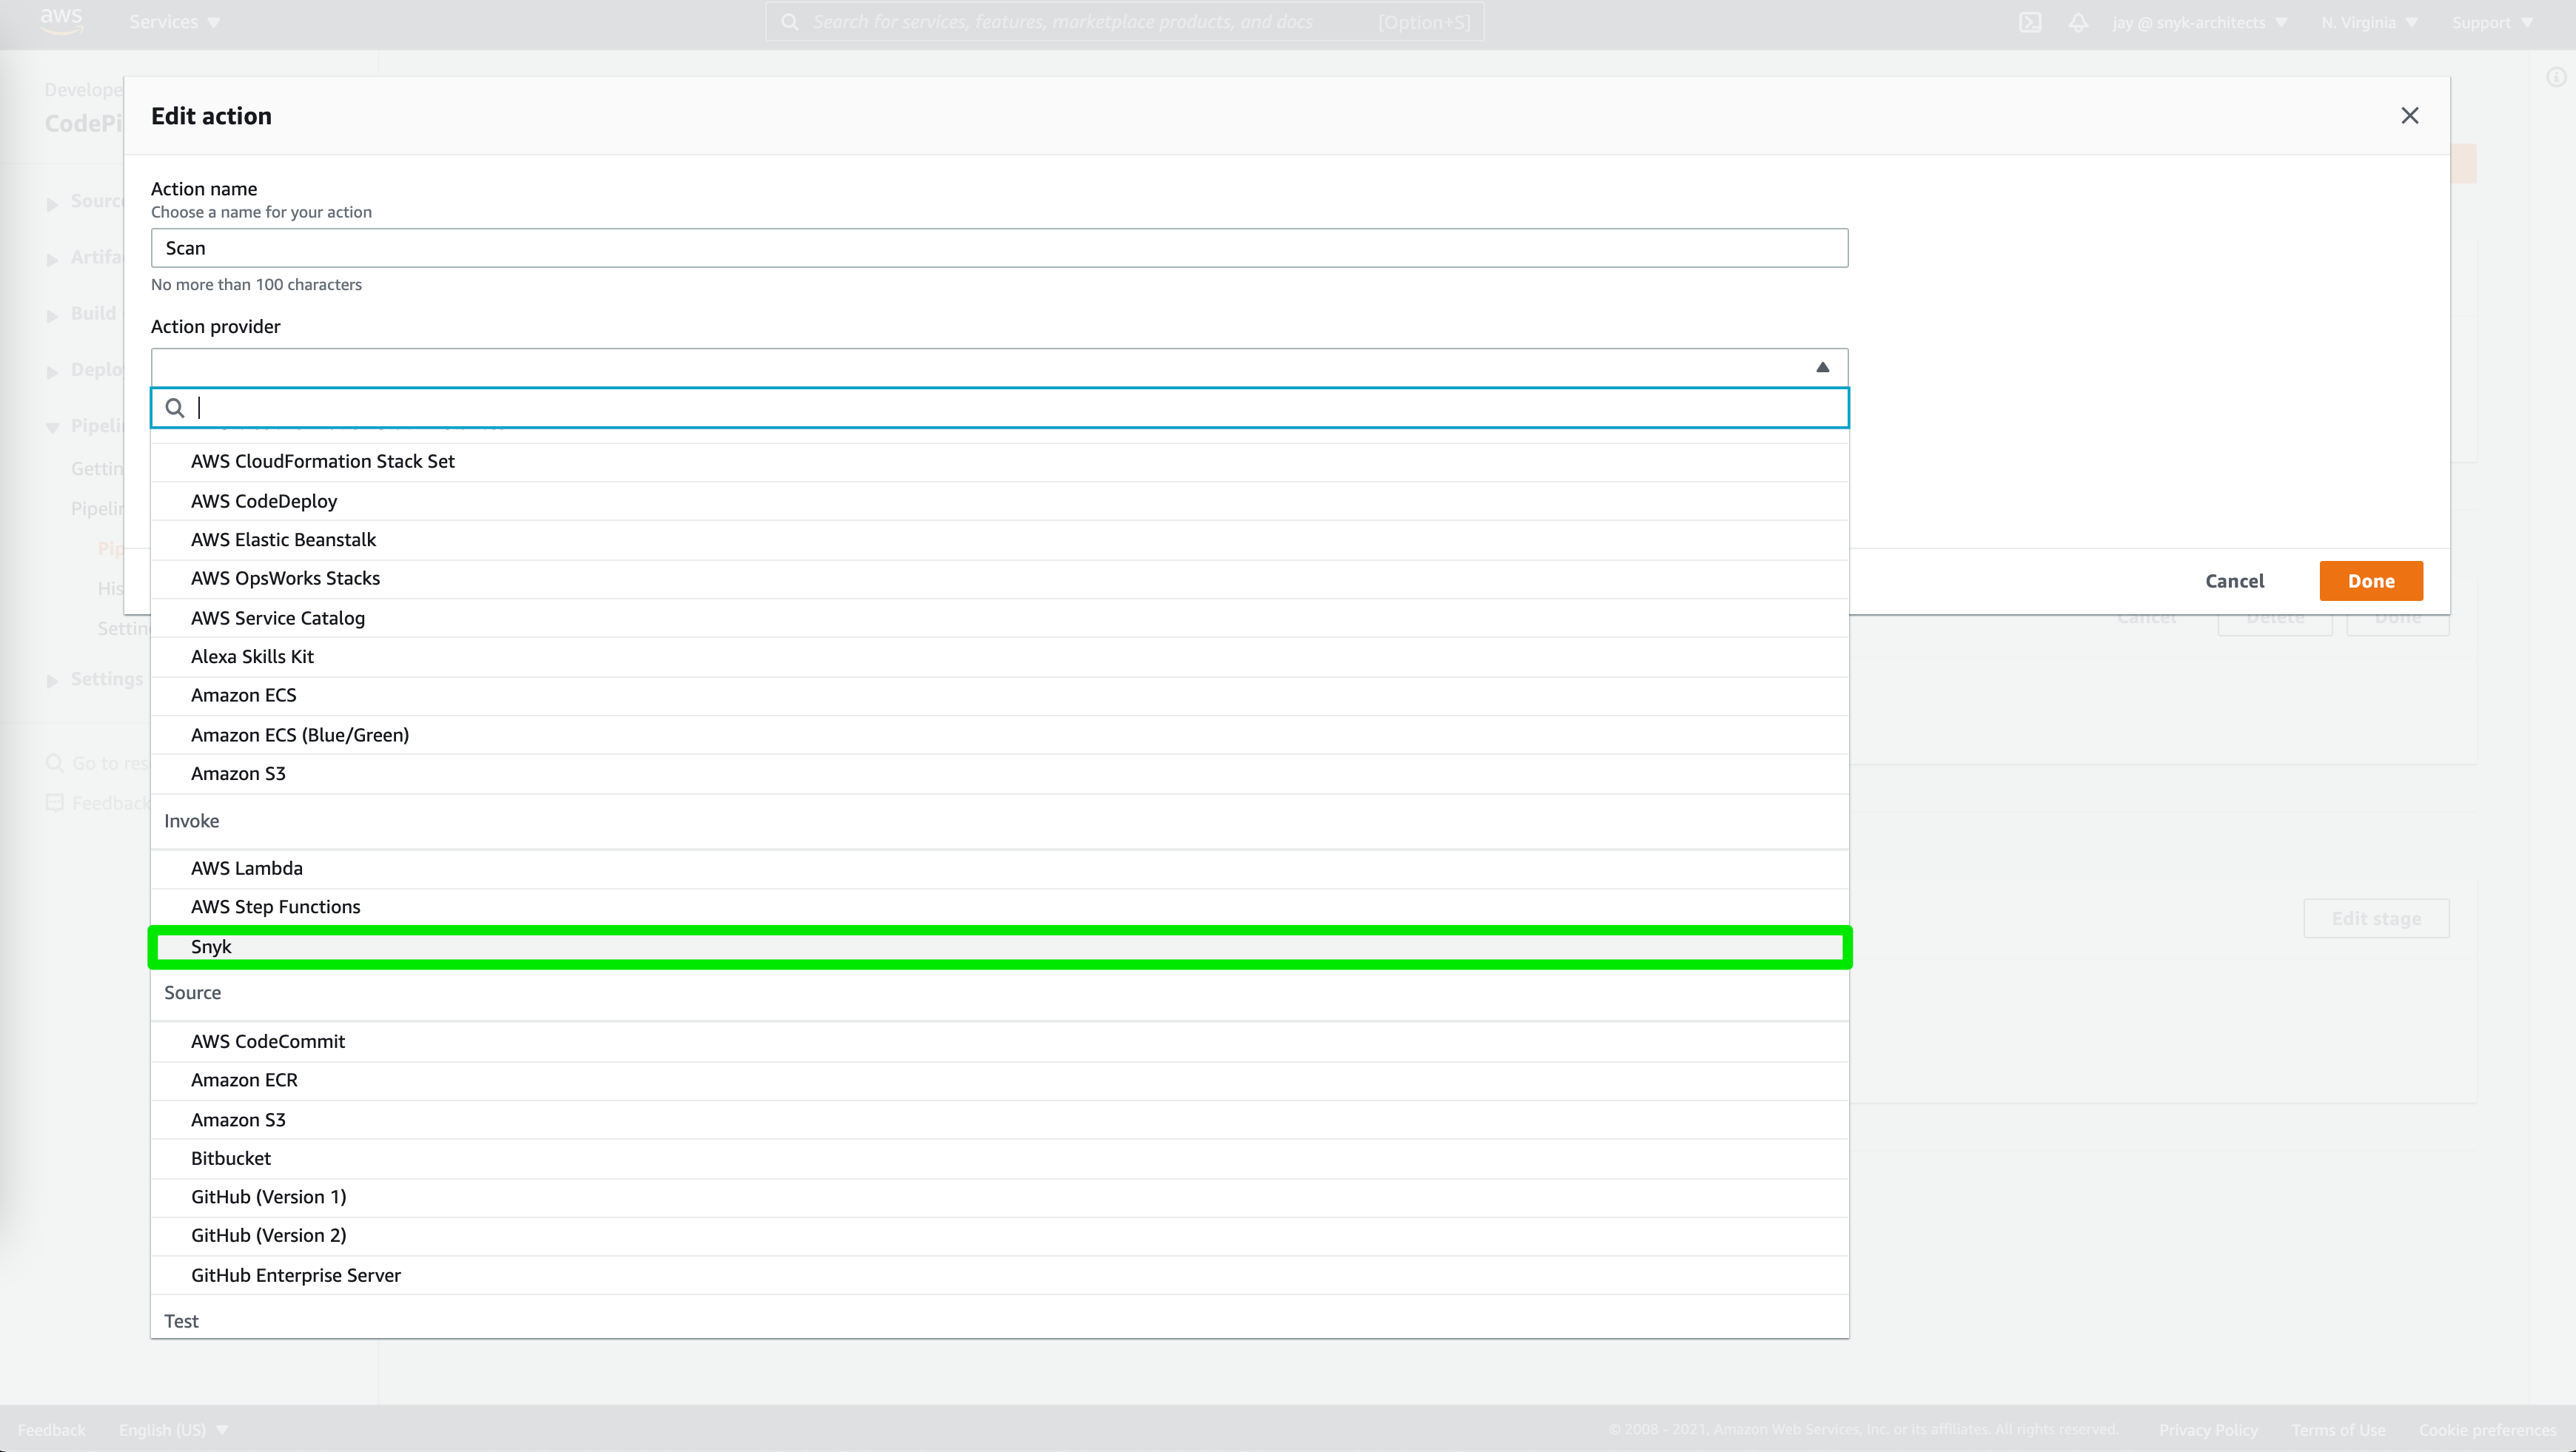 aws
Services
Search for services, features, marketplace products, and docs
[Option+S]
jay @ snyk-architects
N. Virginia
Support
Develope
CodePi
Edit action
Action name
Choose a name for your action
Sourc
Scan
Artifa
No more than 100 characters
Build
Action provider
Deplo
Pipelin
AWS CloudFormation Stack Set
Gettin
AWS CodeDeploy
Pipelin
AWS Elastic Beanstalk
Pip
AWS OpsWorks Stacks
Cancel
Done
His
AWS Service Catalog
Cancel
Delete
Done
Settin
Alexa Skills Kit
Settings
Amazon ECS
Amazon ECS (Blue/Green)
Go to res
Amazon S3
Feedback
Invoke
AWS Lambda
AWS Step Functions
Edit stage
Snyk
Source
AWS CodeCommit
Amazon ECR
Amazon S3
Bitbucket
GitHub (Version 1)
GitHub (Version 2)
GitHub Enterprise Server
Test
Feedback
English (US)
© 2008 - 2021, Amazon Web Services, Inc. or its affiliates. All rights reserved.
Privacy Policy
Terms of Use
Cookie preferences